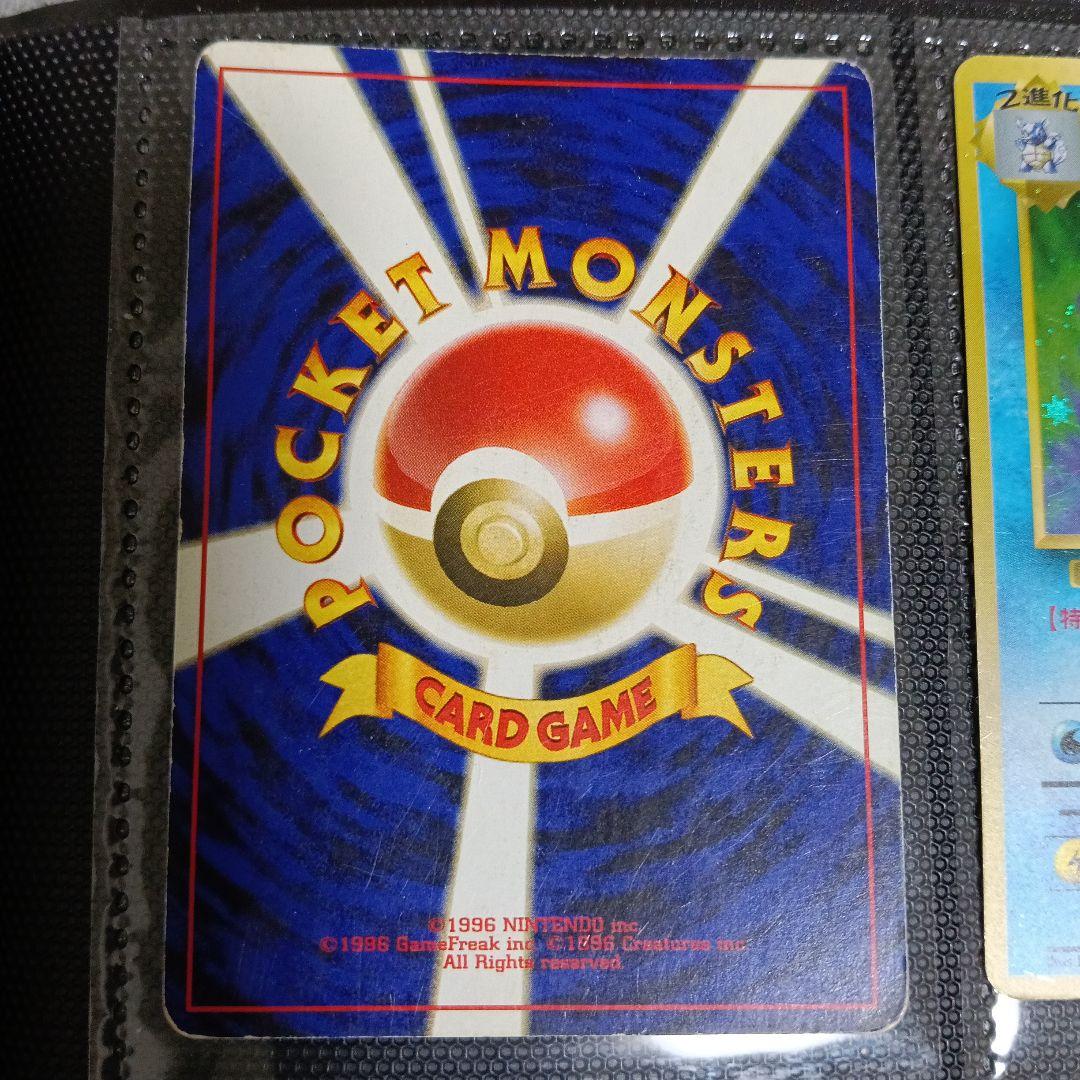 POCKET MONSTERS
CARD GAME
©1996 NINTENDO inc.
©1996 GameFreak inc. ©1996 Creatures inc.
All Rights reserved.
2進化
【特